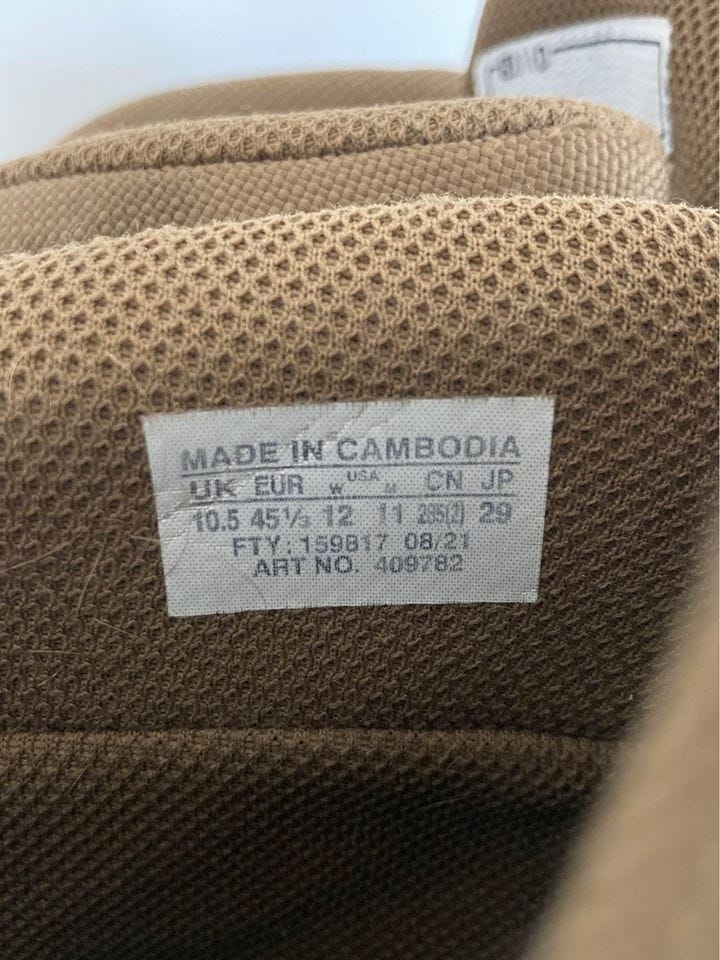 MADE IN CAMBODIA
UK EUR W USA M CN JP
10.5 45⅓ 12 11 285(2) 29
FTY: 159817 08/21
ART NO. 409782